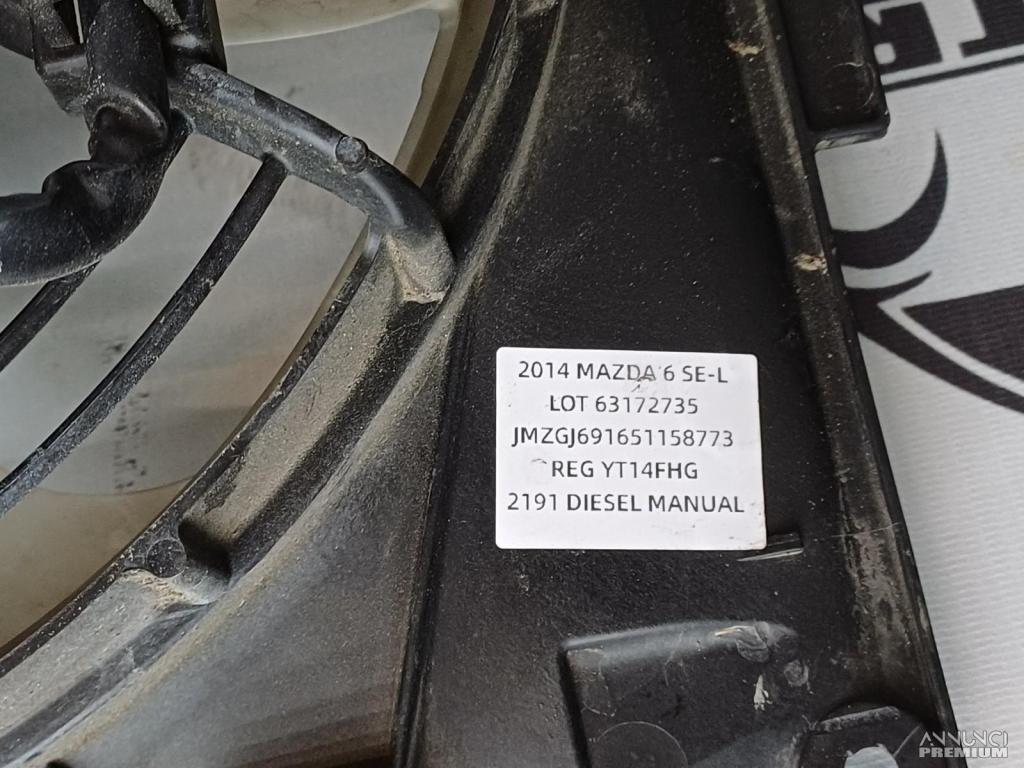 2014 MAZDA 6 SE-L
LOT 63172735
JMZGJ691651158773
REG YT14FHG
2191 DIESEL MANUAL
ANNUNCI
PREMIUM